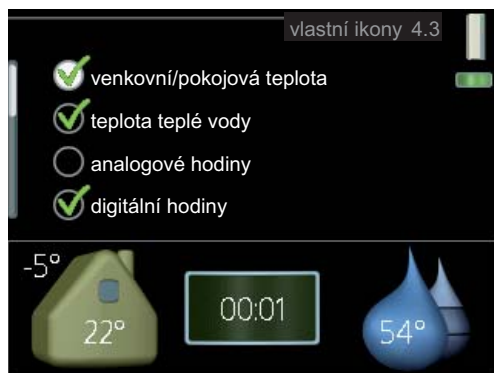 vlastní ikony 4.3
venkovní/pokojová teplota
teplota teplé vody
analogové hodiny
digitální hodiny
-5°
22°
00:01
54°